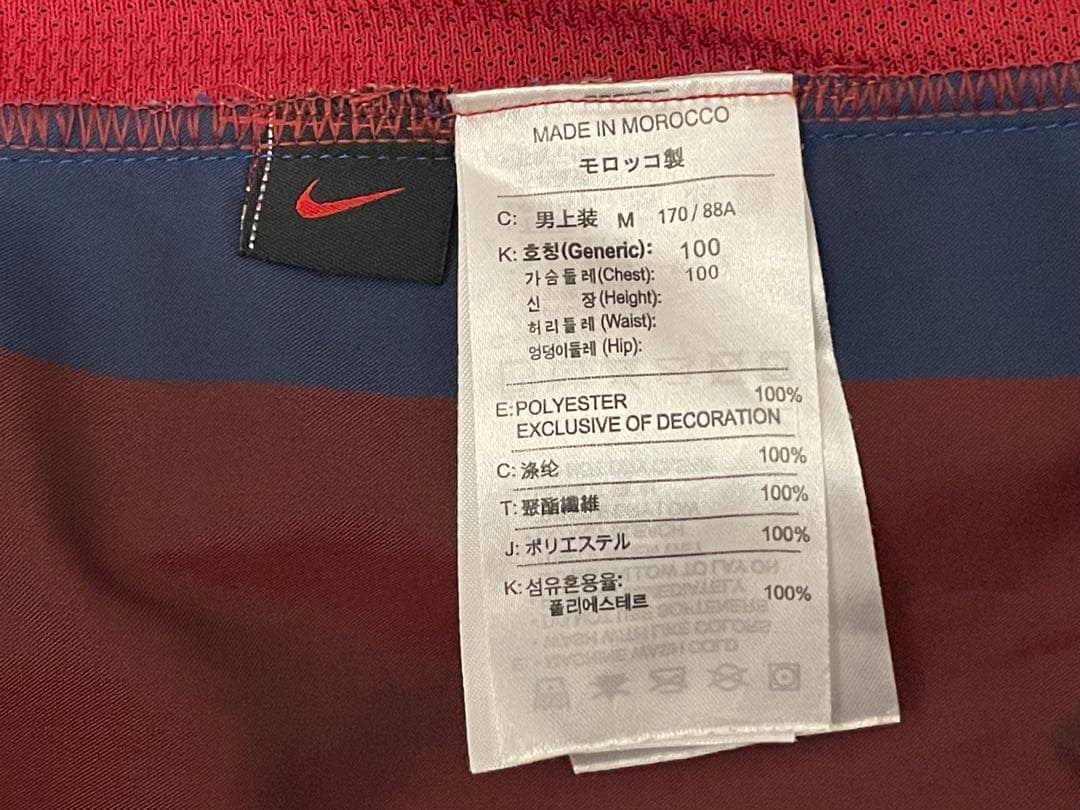 MADE IN MOROCCO
モロッコ製
C: 男上装 M 170 / 88A
K: 호칭(Generic): 100
가슴둘레(Chest): 100
신 장(Height):
허리둘레(Waist):
엉덩이둘레(Hip):
E: POLYESTER 100%
EXCLUSIVE OF DECORATION
C: 涤纶 100%
T: 聚酯纖維 100%
J: ポリエステル 100%
K: 섬유혼용율:
폴리에스테르 100%